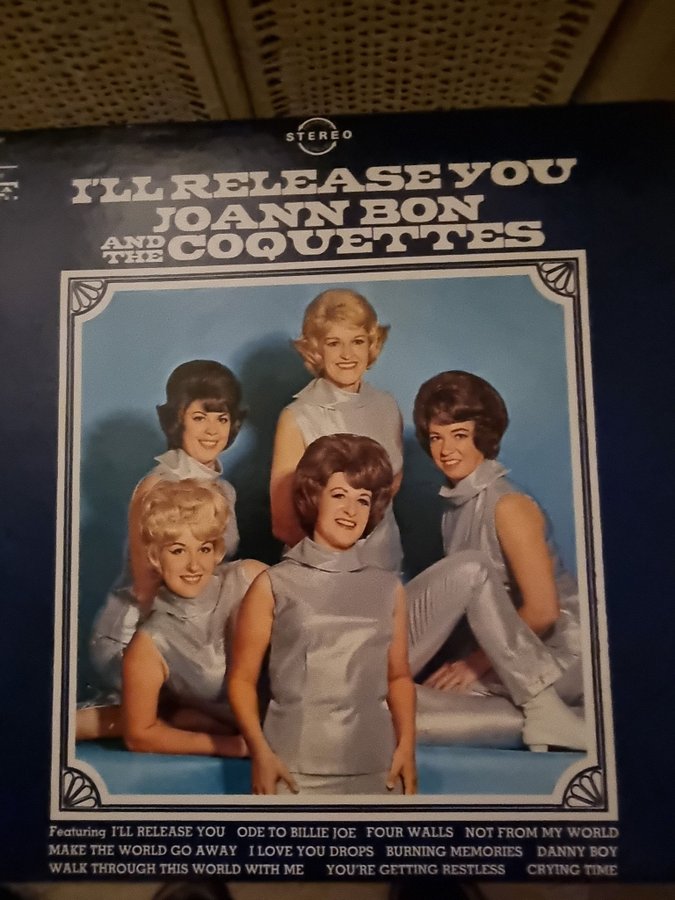 STEREO
I'LL RELEASE YOU
JOANN BON
AND THE COQUETTES
Featuring I'LL RELEASE YOU ODE TO BILLIE JOE FOUR WALLS NOT FROM MY WORLD
MAKE THE WORLD GO AWAY I LOVE YOU DROPS BURNING MEMORIES DANNY BOY
WALK THROUGH THIS WORLD WITH ME YOU'RE GETTING RESTLESS CRYING TIME